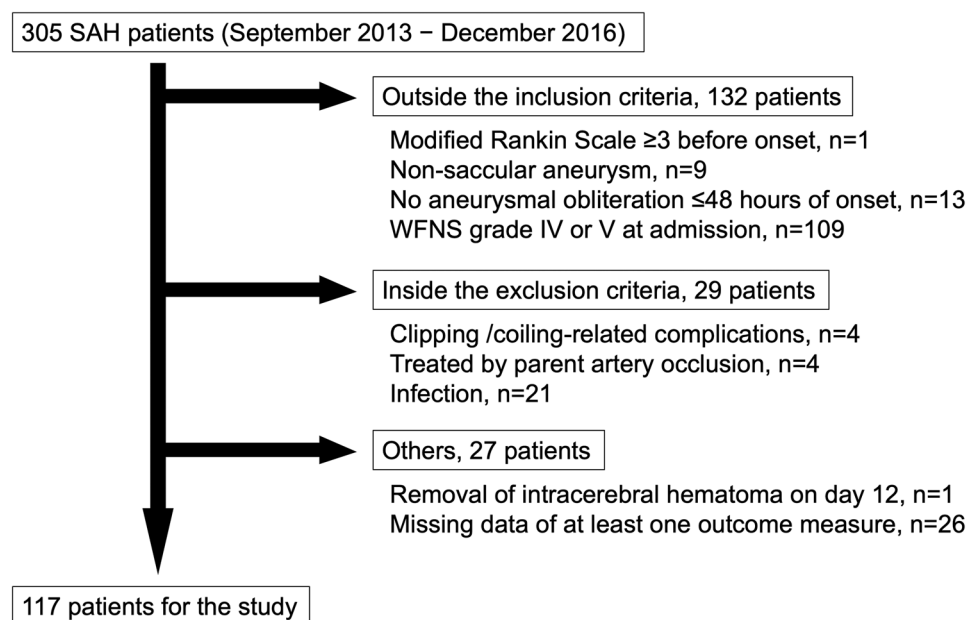 305 SAH patients (September 2013 − December 2016)
Outside the inclusion criteria, 132 patients
Modified Rankin Scale ≥3 before onset, n=1
Non-saccular aneurysm, n=9
No aneurysmal obliteration ≤48 hours of onset, n=13
WFNS grade IV or V at admission, n=109
Inside the exclusion criteria, 29 patients
Clipping /coiling-related complications, n=4
Treated by parent artery occlusion, n=4
Infection, n=21
Others, 27 patients
Removal of intracerebral hematoma on day 12, n=1
Missing data of at least one outcome measure, n=26
117 patients for the study